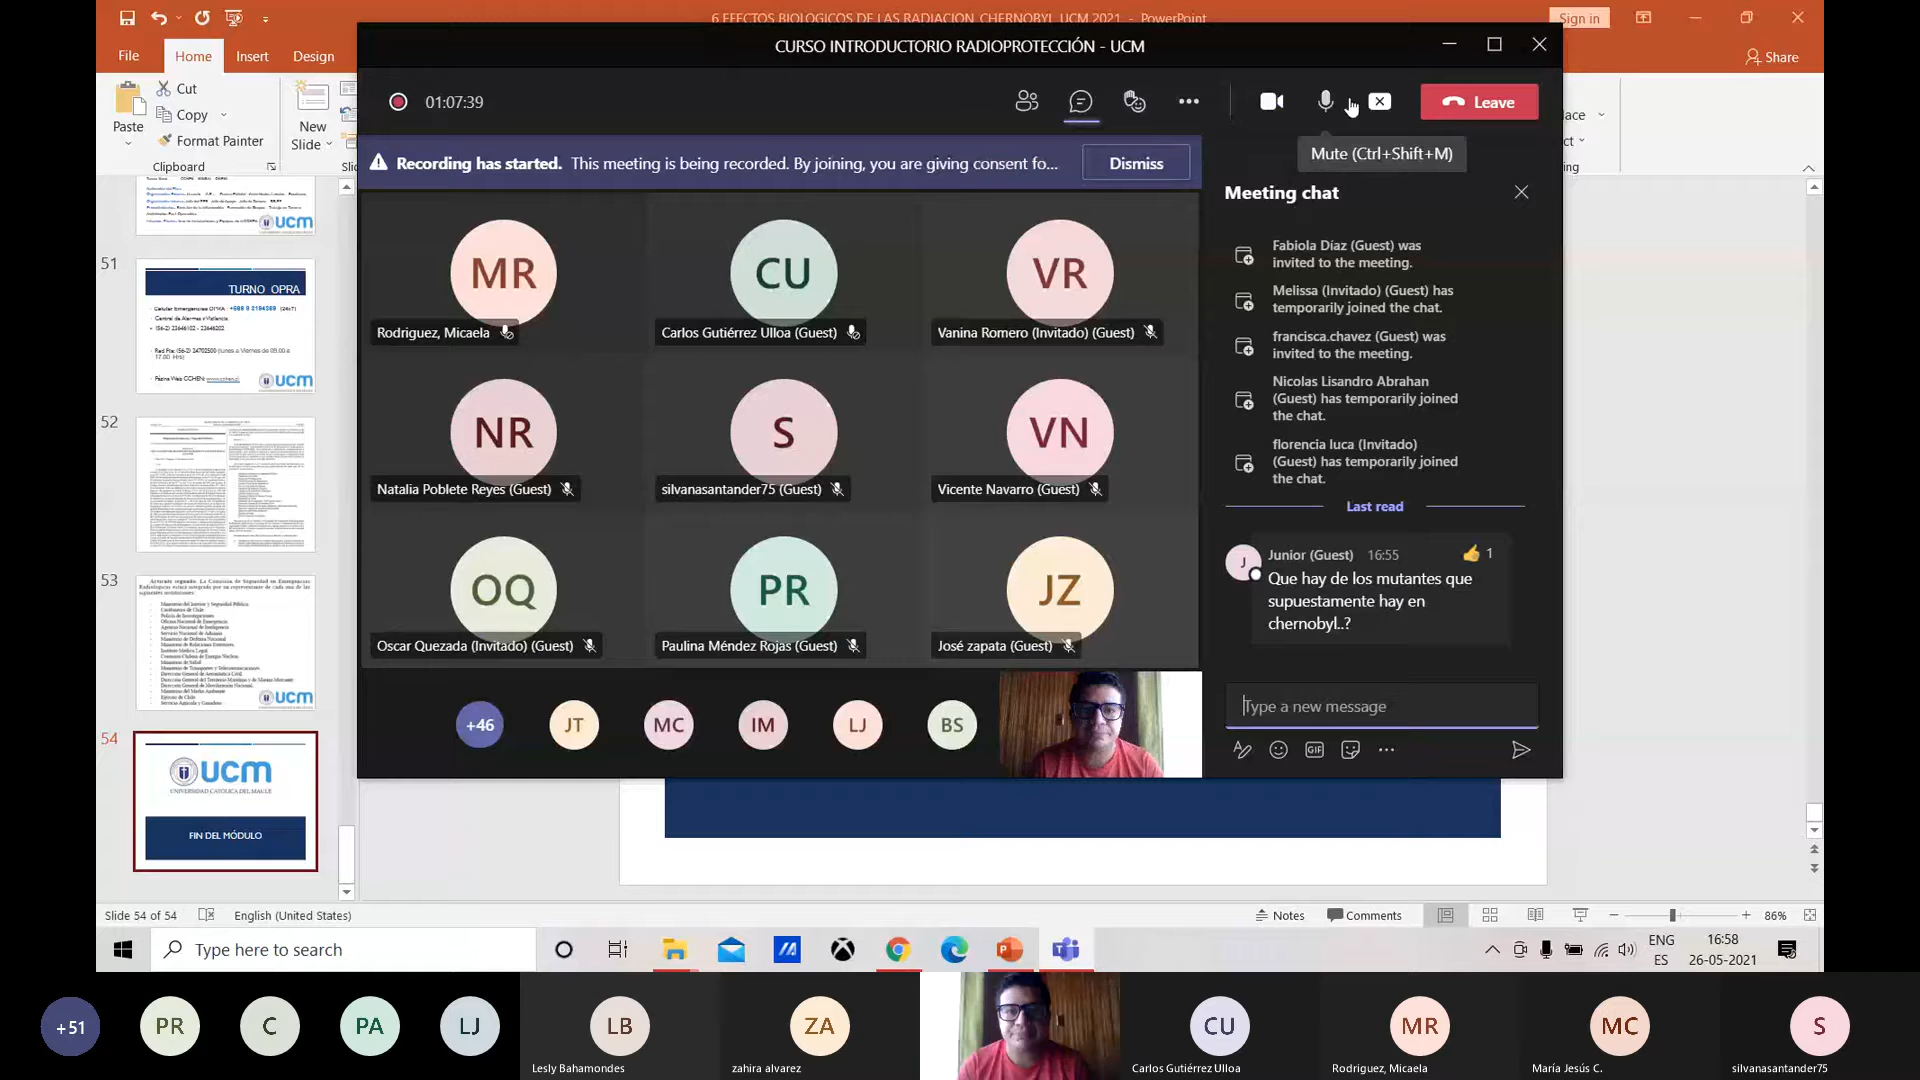 6 EFECTOS BIOLOGICOS DE LAS RADIACION_CHERNOBYL_UCM 2021 - PowerPoint
Sign in
File
Home
Insert
Design
Share
Cut
Copy
Format Painter
Paste
New
Slide
Clipboard
CURSO INTRODUCTORIO RADIOPROTECCIÓN - UCM
01:07:39
Leave
Recording has started. This meeting is being recorded. By joining, you are giving consent fo...
Dismiss
Mute (Ctrl+Shift+M)
Meeting chat
MR
Rodriguez, Micaela
CU
Carlos Gutiérrez Ulloa (Guest)
VR
Vanina Romero (Invitado) (Guest)
NR
Natalia Poblete Reyes (Guest)
S
silvanasantander75 (Guest)
VN
Vicente Navarro (Guest)
OQ
Oscar Quezada (Invitado) (Guest)
PR
Paulina Méndez Rojas (Guest)
JZ
José zapata (Guest)
+46
JT
MC
IM
LJ
BS
Fabiola Díaz (Guest) was
invited to the meeting.
Melissa (Invitado) (Guest) has
temporarily joined the chat.
francisca.chavez (Guest) was
invited to the meeting.
Nicolas Lisandro Abrahan
(Guest) has temporarily joined
the chat.
florencia luca (Invitado)
(Guest) has temporarily joined
the chat.
Last read
J
Junior (Guest) 16:55
1
Que hay de los mutantes que
supuestamente hay en
chernobyl..?
Type a new message
GIF
ucm
51
TURNO OPRA
ucm
52
53
ucm
54
ucm
UNIVERSIDAD CATOLICA DEL MAULE
FIN DEL MÓDULO
Slide 54 of 54
English (United States)
Notes
Comments
86%
Type here to search
ENG
ES
16:58
26-05-2021
+51
PR
C
PA
LJ
LB
Lesly Bahamondes
ZA
zahira alvarez
CU
Carlos Gutiérrez Ulloa
MR
Rodriguez, Micaela
MC
María Jesús C.
S
silvanasantander75